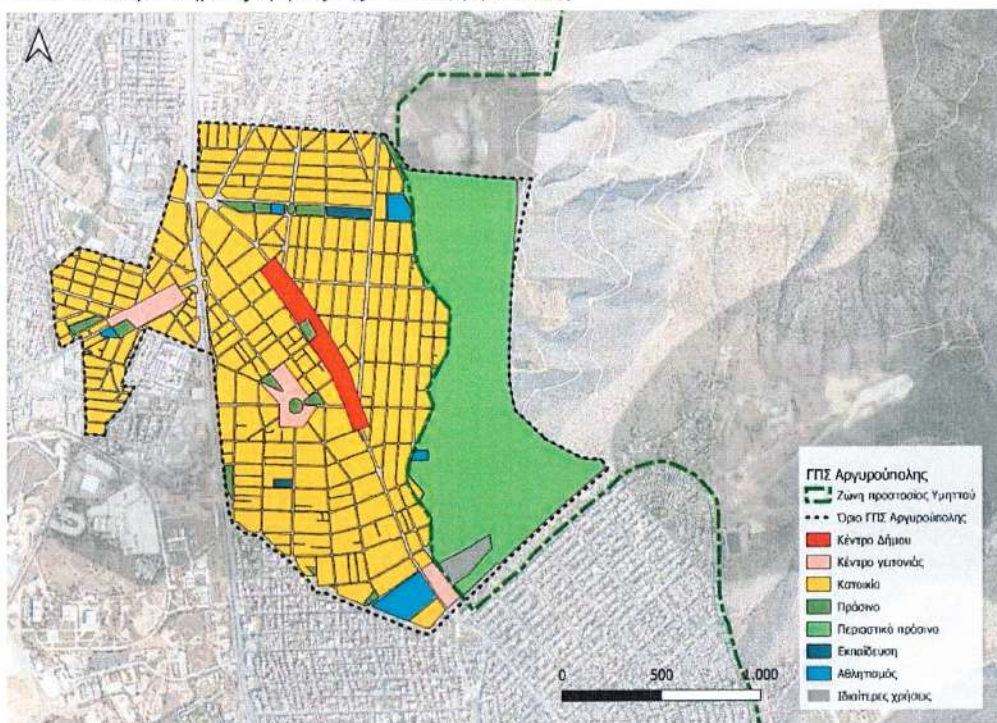 ΓΠΣ Αργυρούπολης
Ζώνη προστασίας Υμηττού
Όριο ΓΠΣ Αργυρούπολης
Κέντρο Δήμου
Κέντρο γειτονιάς
Κατοικία
Πράσινο
Περιαστικό πράσινο
Εκπαίδευση
Αθλητισμός
Ιδιαίτερες χρήσεις
0 500 1.000